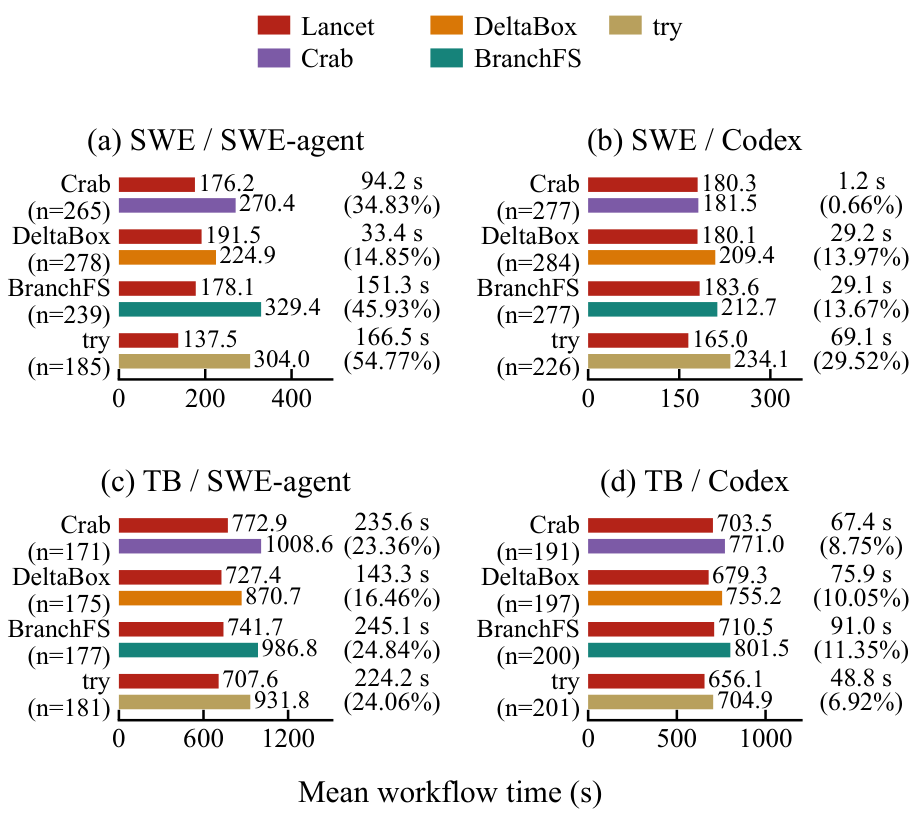 Lancet DeltaBox try
Crab BranchFS
(a) SWE / SWE-agent
Crab 176.2 94.2 s
(n=265) 270.4 (34.83%)
DeltaBox 191.5 33.4 s
(n=278) 224.9 (14.85%)
BranchFS 178.1 151.3 s
(n=239) 329.4 (45.93%)
try 137.5 166.5 s
(n=185) 304.0 (54.77%)
0 200 400
(b) SWE / Codex
Crab 180.3 1.2 s
(n=277) 181.5 (0.66%)
DeltaBox 180.1 29.2 s
(n=284) 209.4 (13.97%)
BranchFS 183.6 29.1 s
(n=277) 212.7 (13.67%)
try 165.0 69.1 s
(n=226) 234.1 (29.52%)
0 150 300
(c) TB / SWE-agent
Crab 772.9 235.6 s
(n=171) 1008.6 (23.36%)
DeltaBox 727.4 143.3 s
(n=175) 870.7 (16.46%)
BranchFS 741.7 245.1 s
(n=177) 986.8 (24.84%)
try 707.6 224.2 s
(n=181) 931.8 (24.06%)
0 600 1200
(d) TB / Codex
Crab 703.5 67.4 s
(n=191) 771.0 (8.75%)
DeltaBox 679.3 75.9 s
(n=197) 755.2 (10.05%)
BranchFS 710.5 91.0 s
(n=200) 801.5 (11.35%)
try 656.1 48.8 s
(n=201) 704.9 (6.92%)
0 500 1000
Mean workflow time (s)